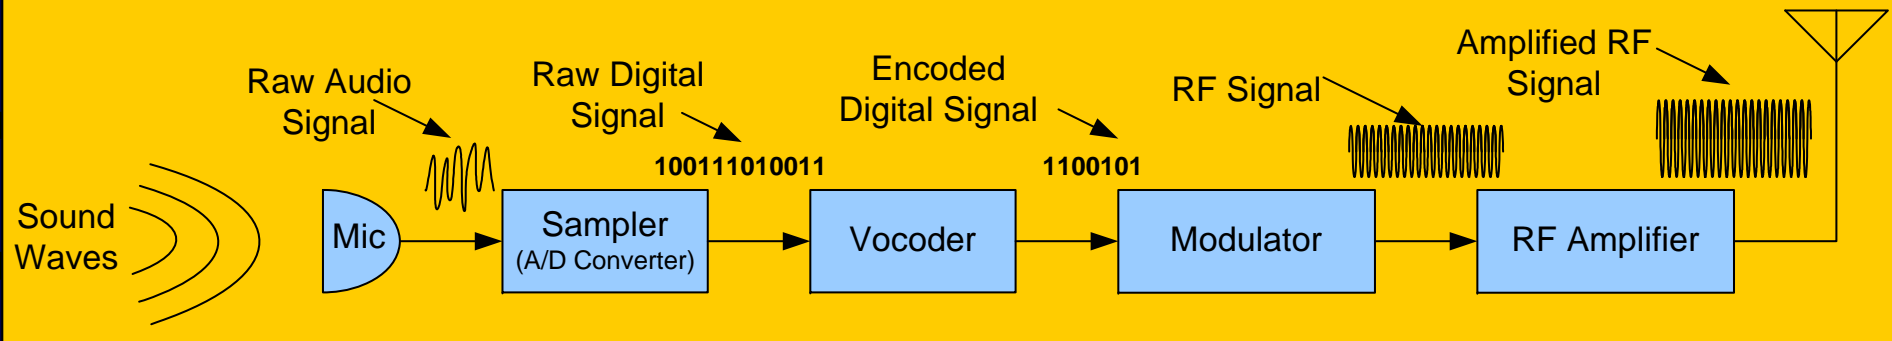 Sound
Waves
Raw Audio
Signal
Mic
Raw Digital
Signal
100111010011
Sampler
(A/D Converter)
Encoded
Digital Signal
1100101
Vocoder
RF Signal
Modulator
Amplified RF
Signal
RF Amplifier